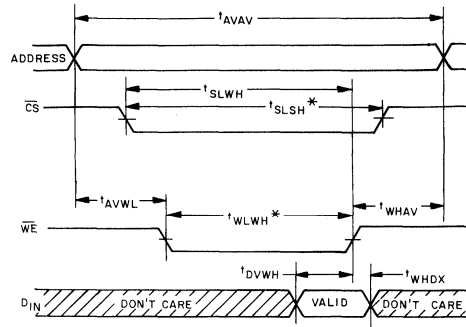 tAVAV
ADDRESS
tSLWH
CS
tSLSH*
tAVWL
tWLWH*
tWHAV
WE
tDVWH
tWHDX
DIN
DON'T CARE
VALID
DON'T CARE